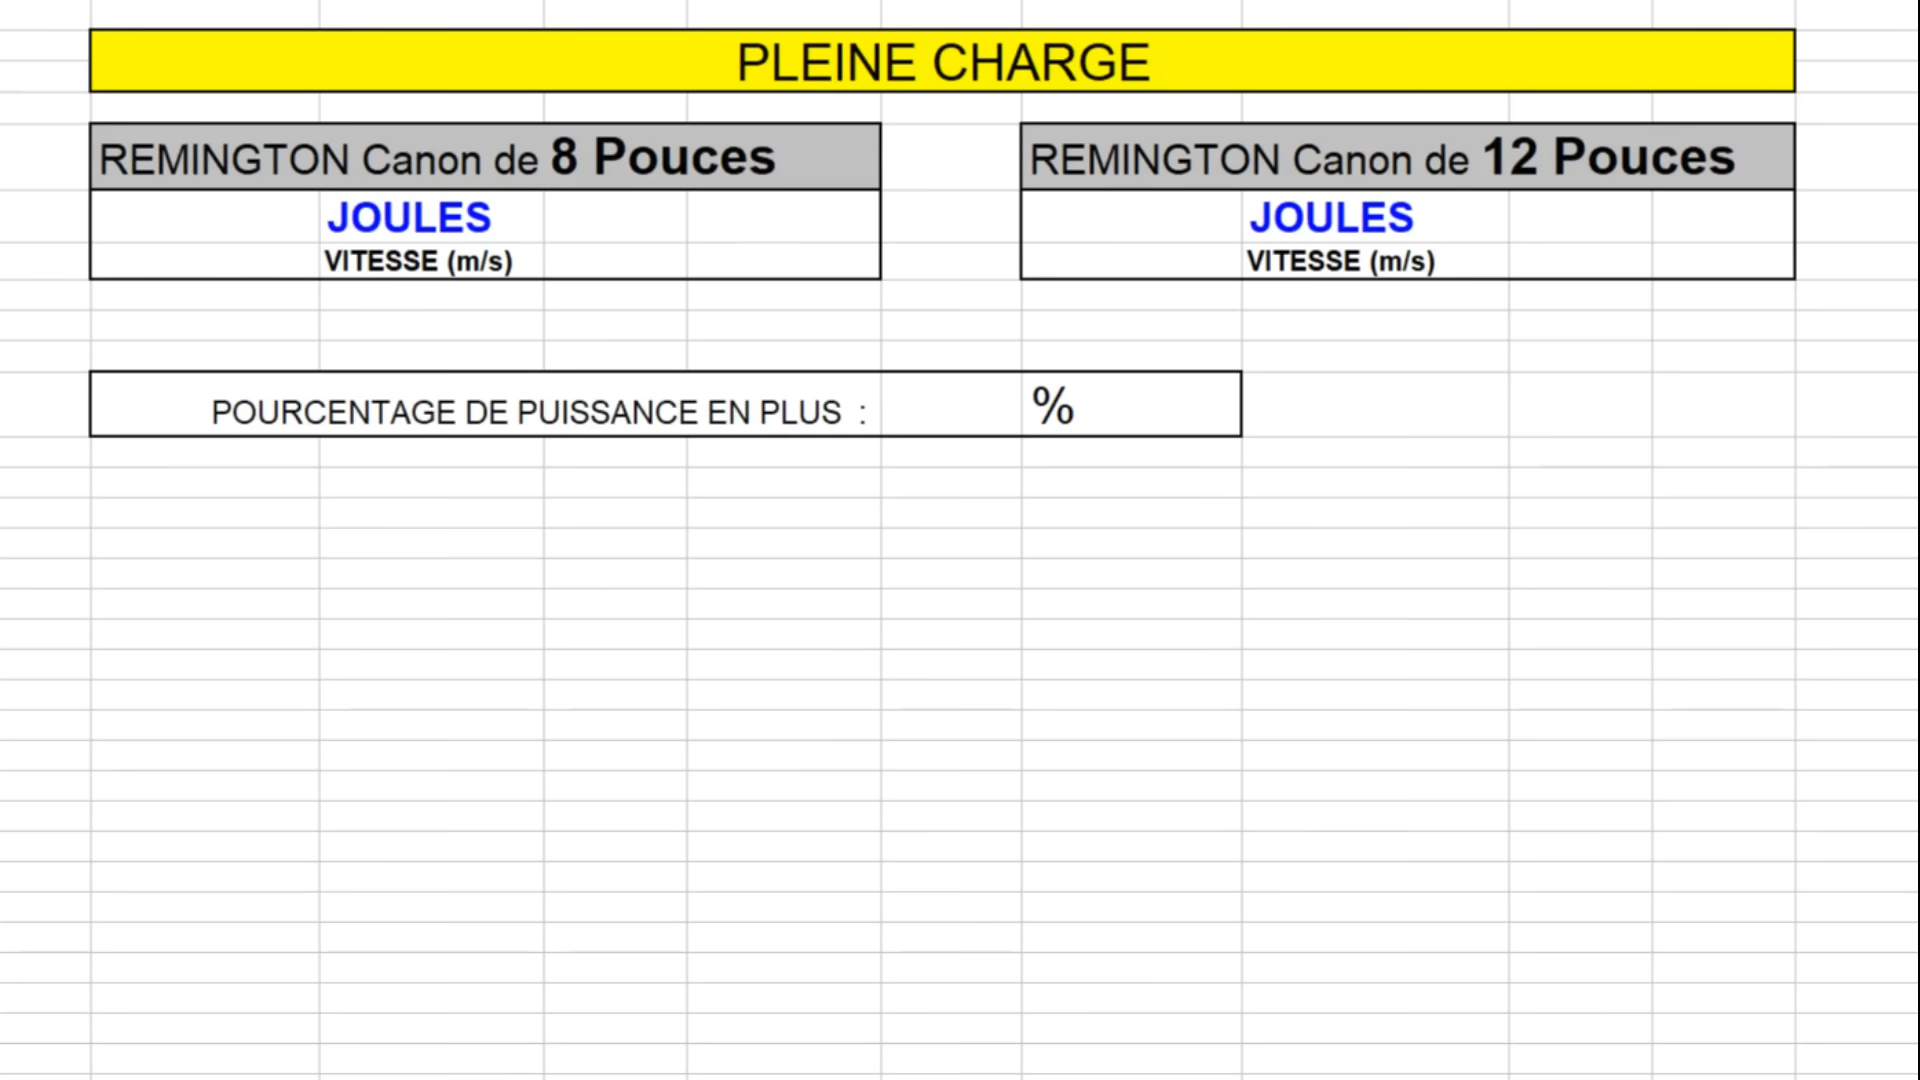 PLEINE CHARGE
REMINGTON Canon de 8 Pouces
JOULES
VITESSE (m/s)
REMINGTON Canon de 12 Pouces
JOULES
VITESSE (m/s)
POURCENTAGE DE PUISSANCE EN PLUS : %